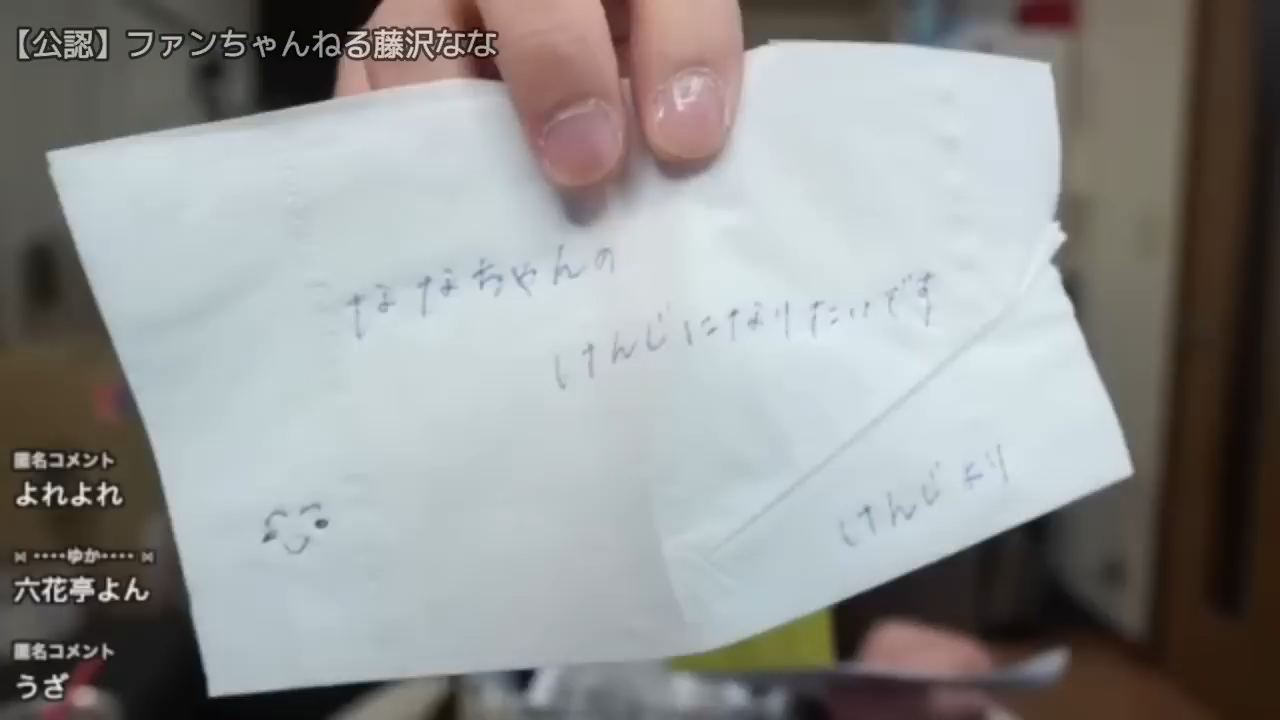 【公認】ファンちゃんねる藤沢なな
ななちゃんの
けんじになりたいです
けんじより
匿名コメント
よれよれ
⋈ ････ゆか････ ⋈
六花亭よん
匿名コメント
うざ